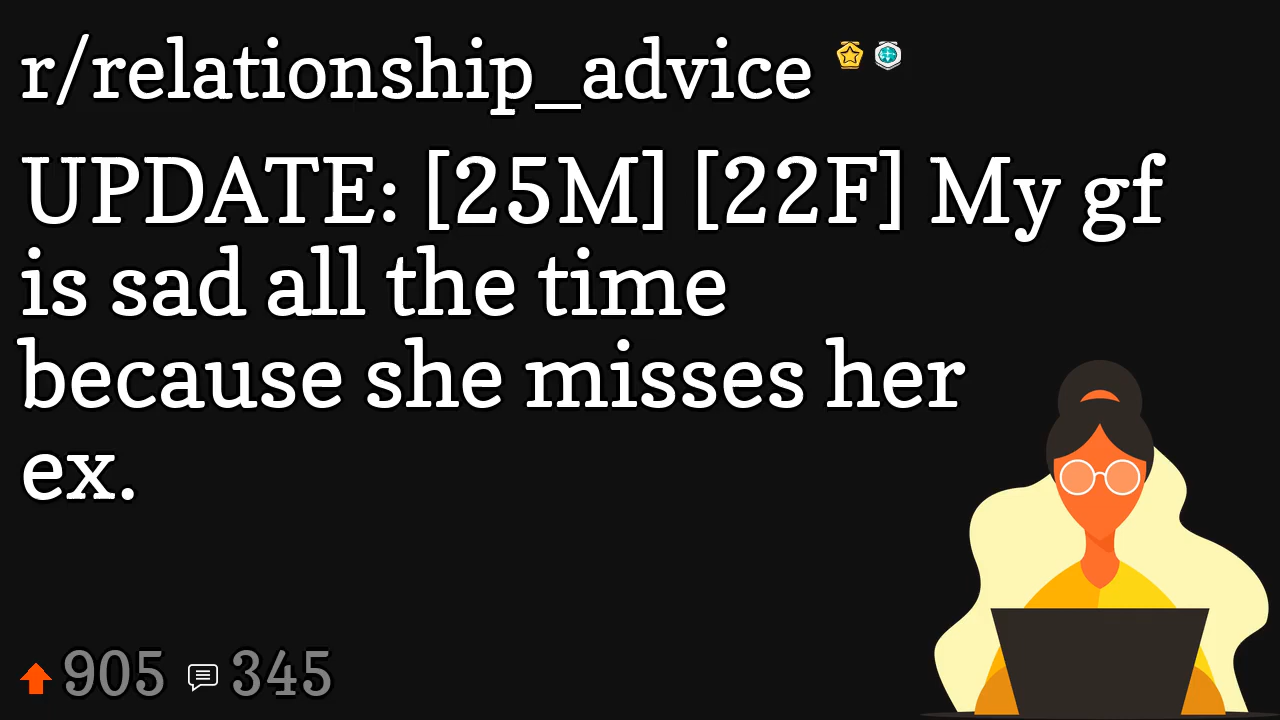 r/relationship_advice
UPDATE: [25M] [22F] My gf
is sad all the time
because she misses her
ex.
905 345